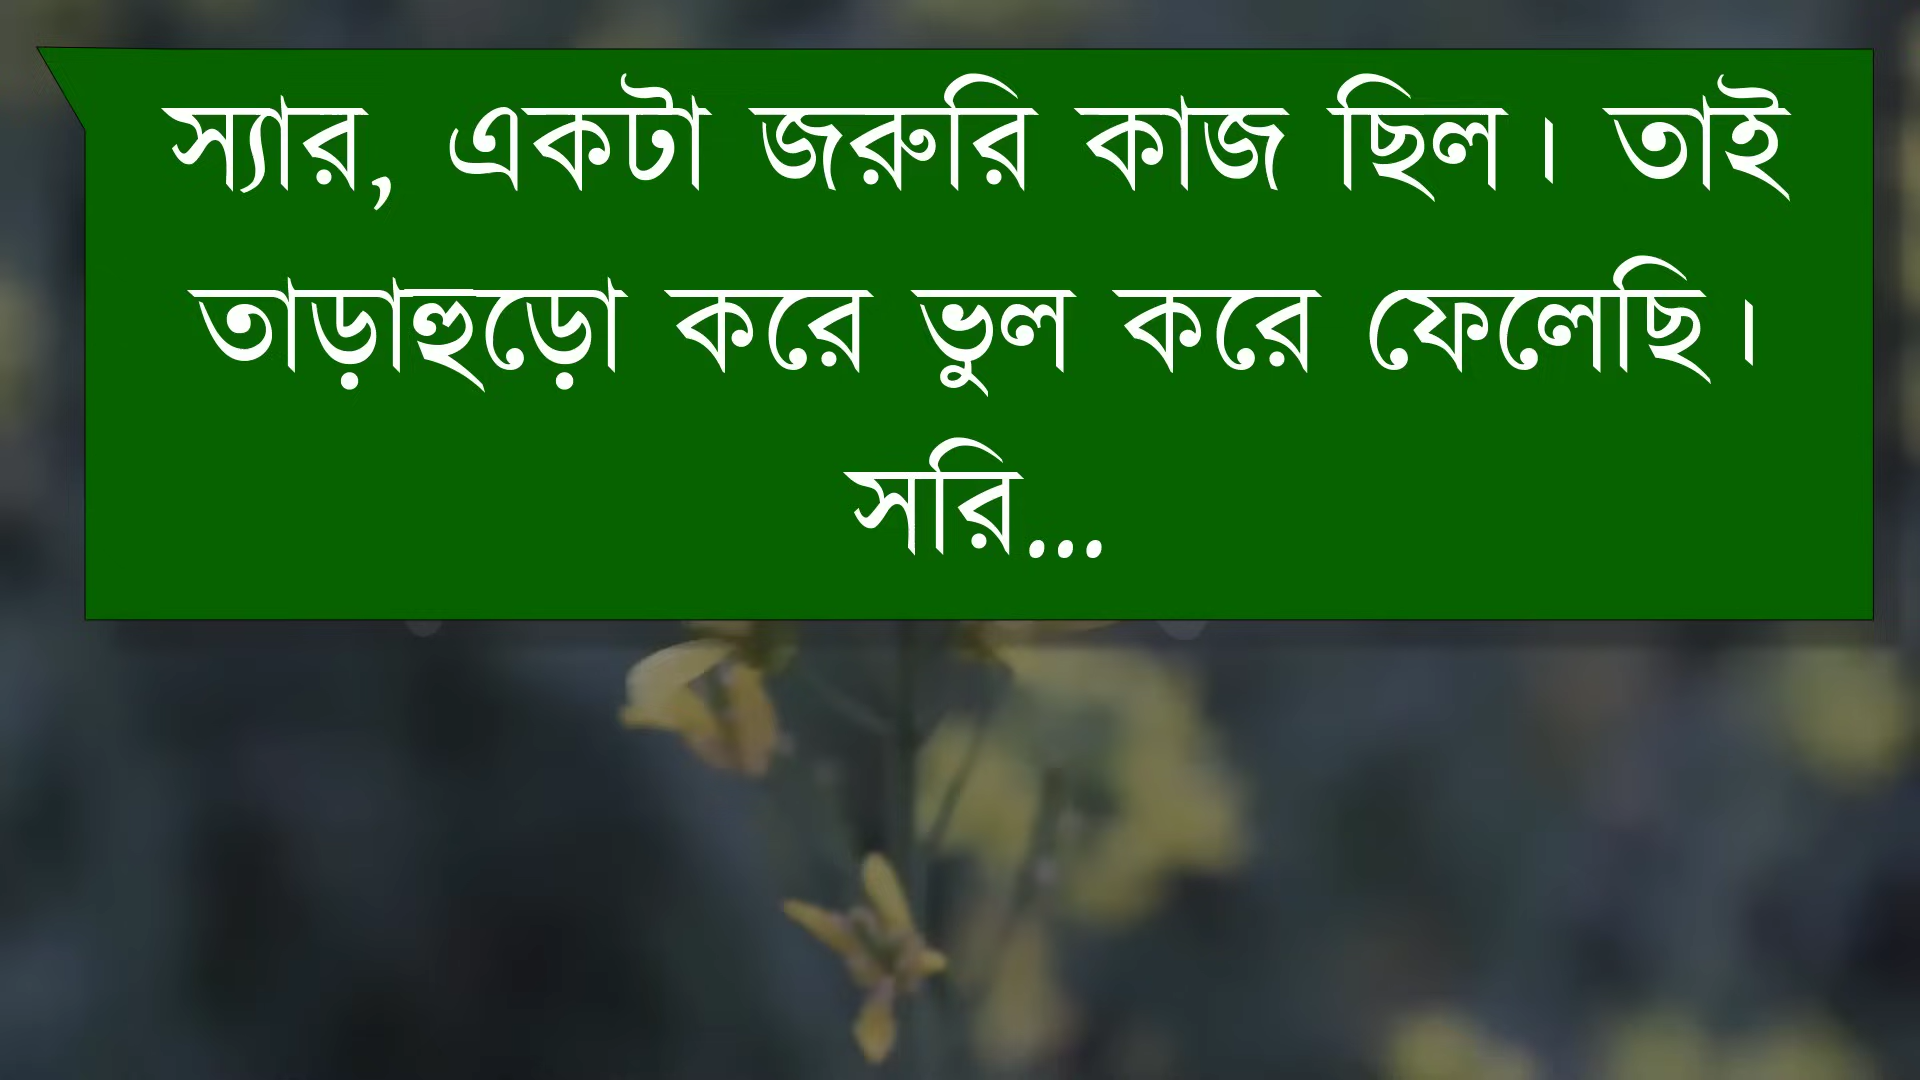 স্যার, একটা জরুরি কাজ ছিল। তাই
তাড়াহুড়ো করে ভুল করে ফেলেছি।
সরি...